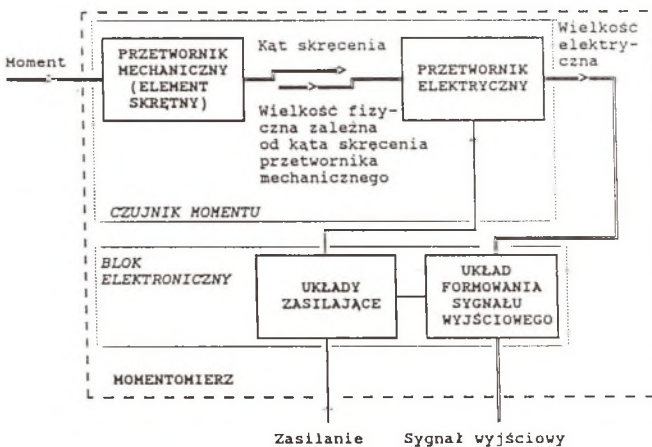 Moment
PRZETWORNIK
MECHANICZNY
(ELEMENT
SKRĘTNY)
Kąt skręcenia
Wielkość fizy-
czna zależna
od kąta skręcenia
przetwornika
mechanicznego
PRZETWORNIK
ELEKTRYCZNY
Wielkość
elektry-
czna
CZUJNIK MOMENTU
BLOK
ELEKTRONICZNY
UKŁADY
ZASILAJĄCE
UKŁAD
FORMOWANIA
SYGNAŁU
WYJŚCIOWEGO
MOMENTOMIERZ
Zasilanie
Sygnał wyjściowy